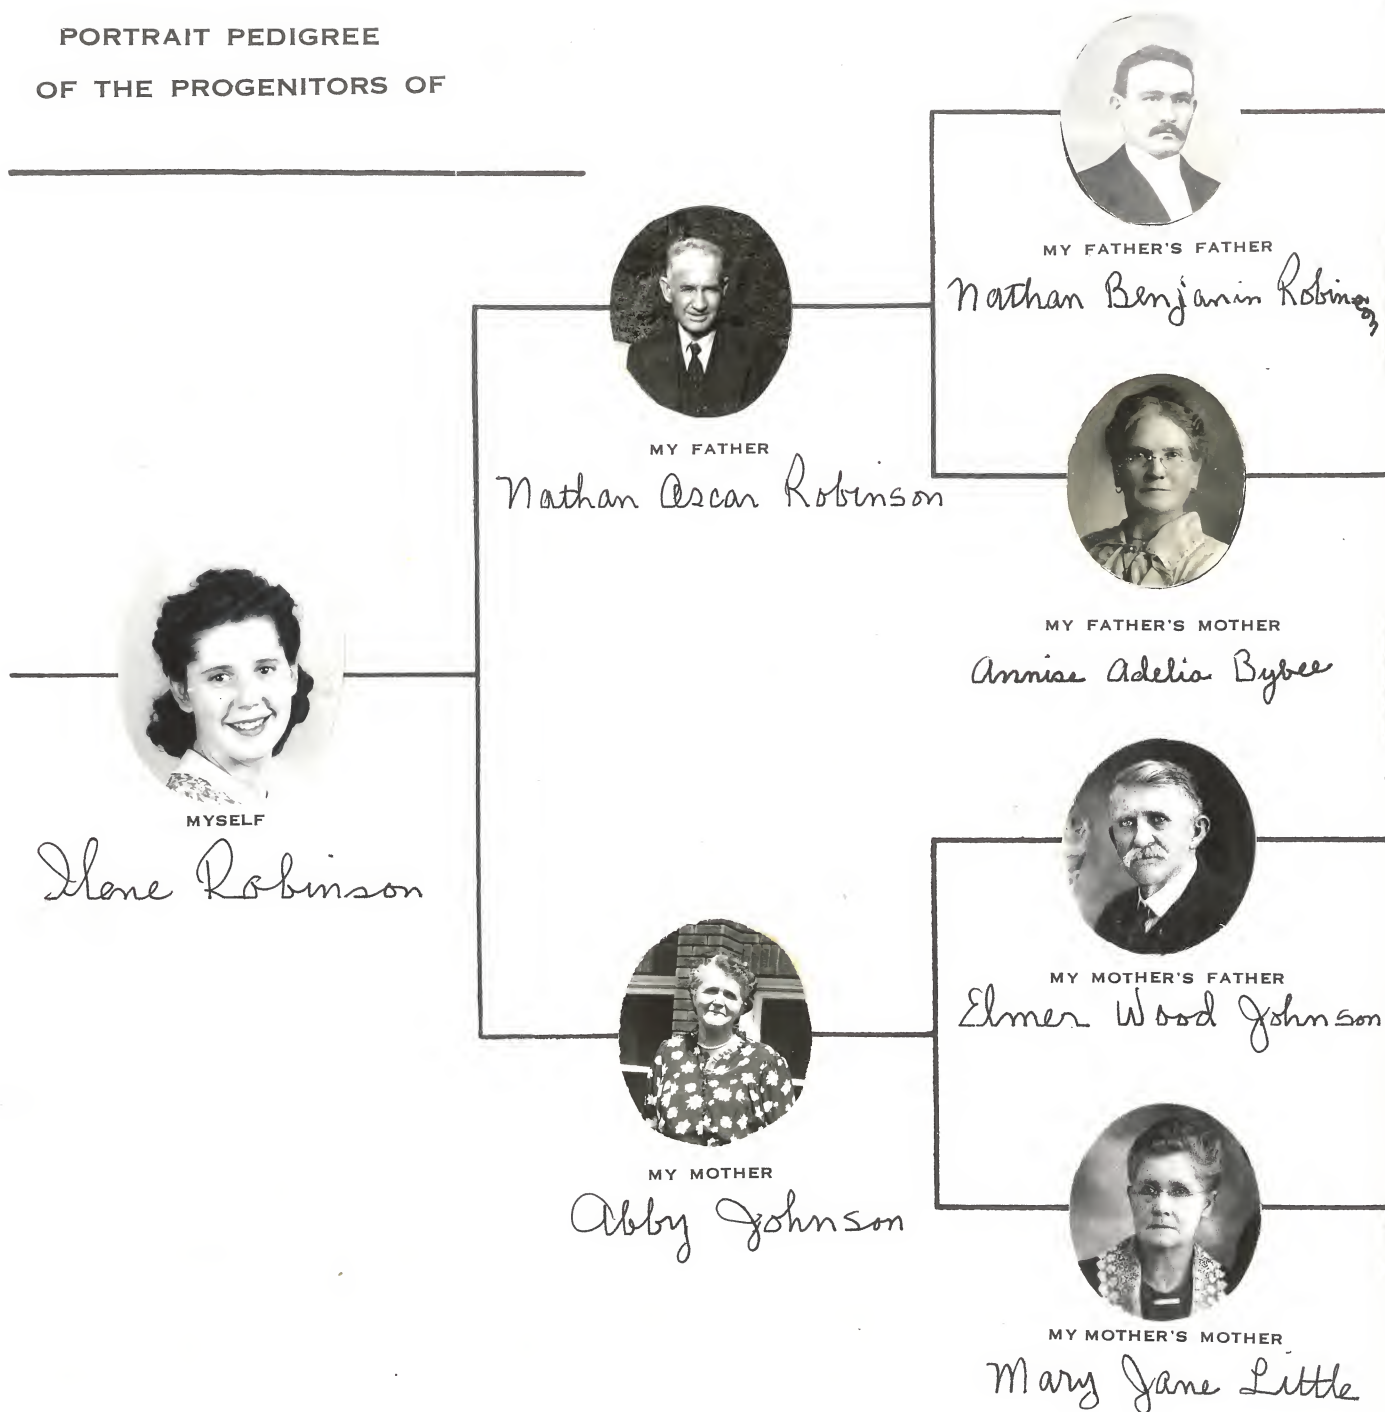 PORTRAIT PEDIGREE
OF THE PROGENITORS OF
MY FATHER'S FATHER
Nathan Benjanin Robinson
MY FATHER
Nathan Oscar Robinson
MY FATHER'S MOTHER
Annise Adelia Bybee
MYSELF
Ilene Robinson
MY MOTHER'S FATHER
Elmer Wood Johnson
MY MOTHER
Abby Johnson
MY MOTHER'S MOTHER
Mary Jane Little